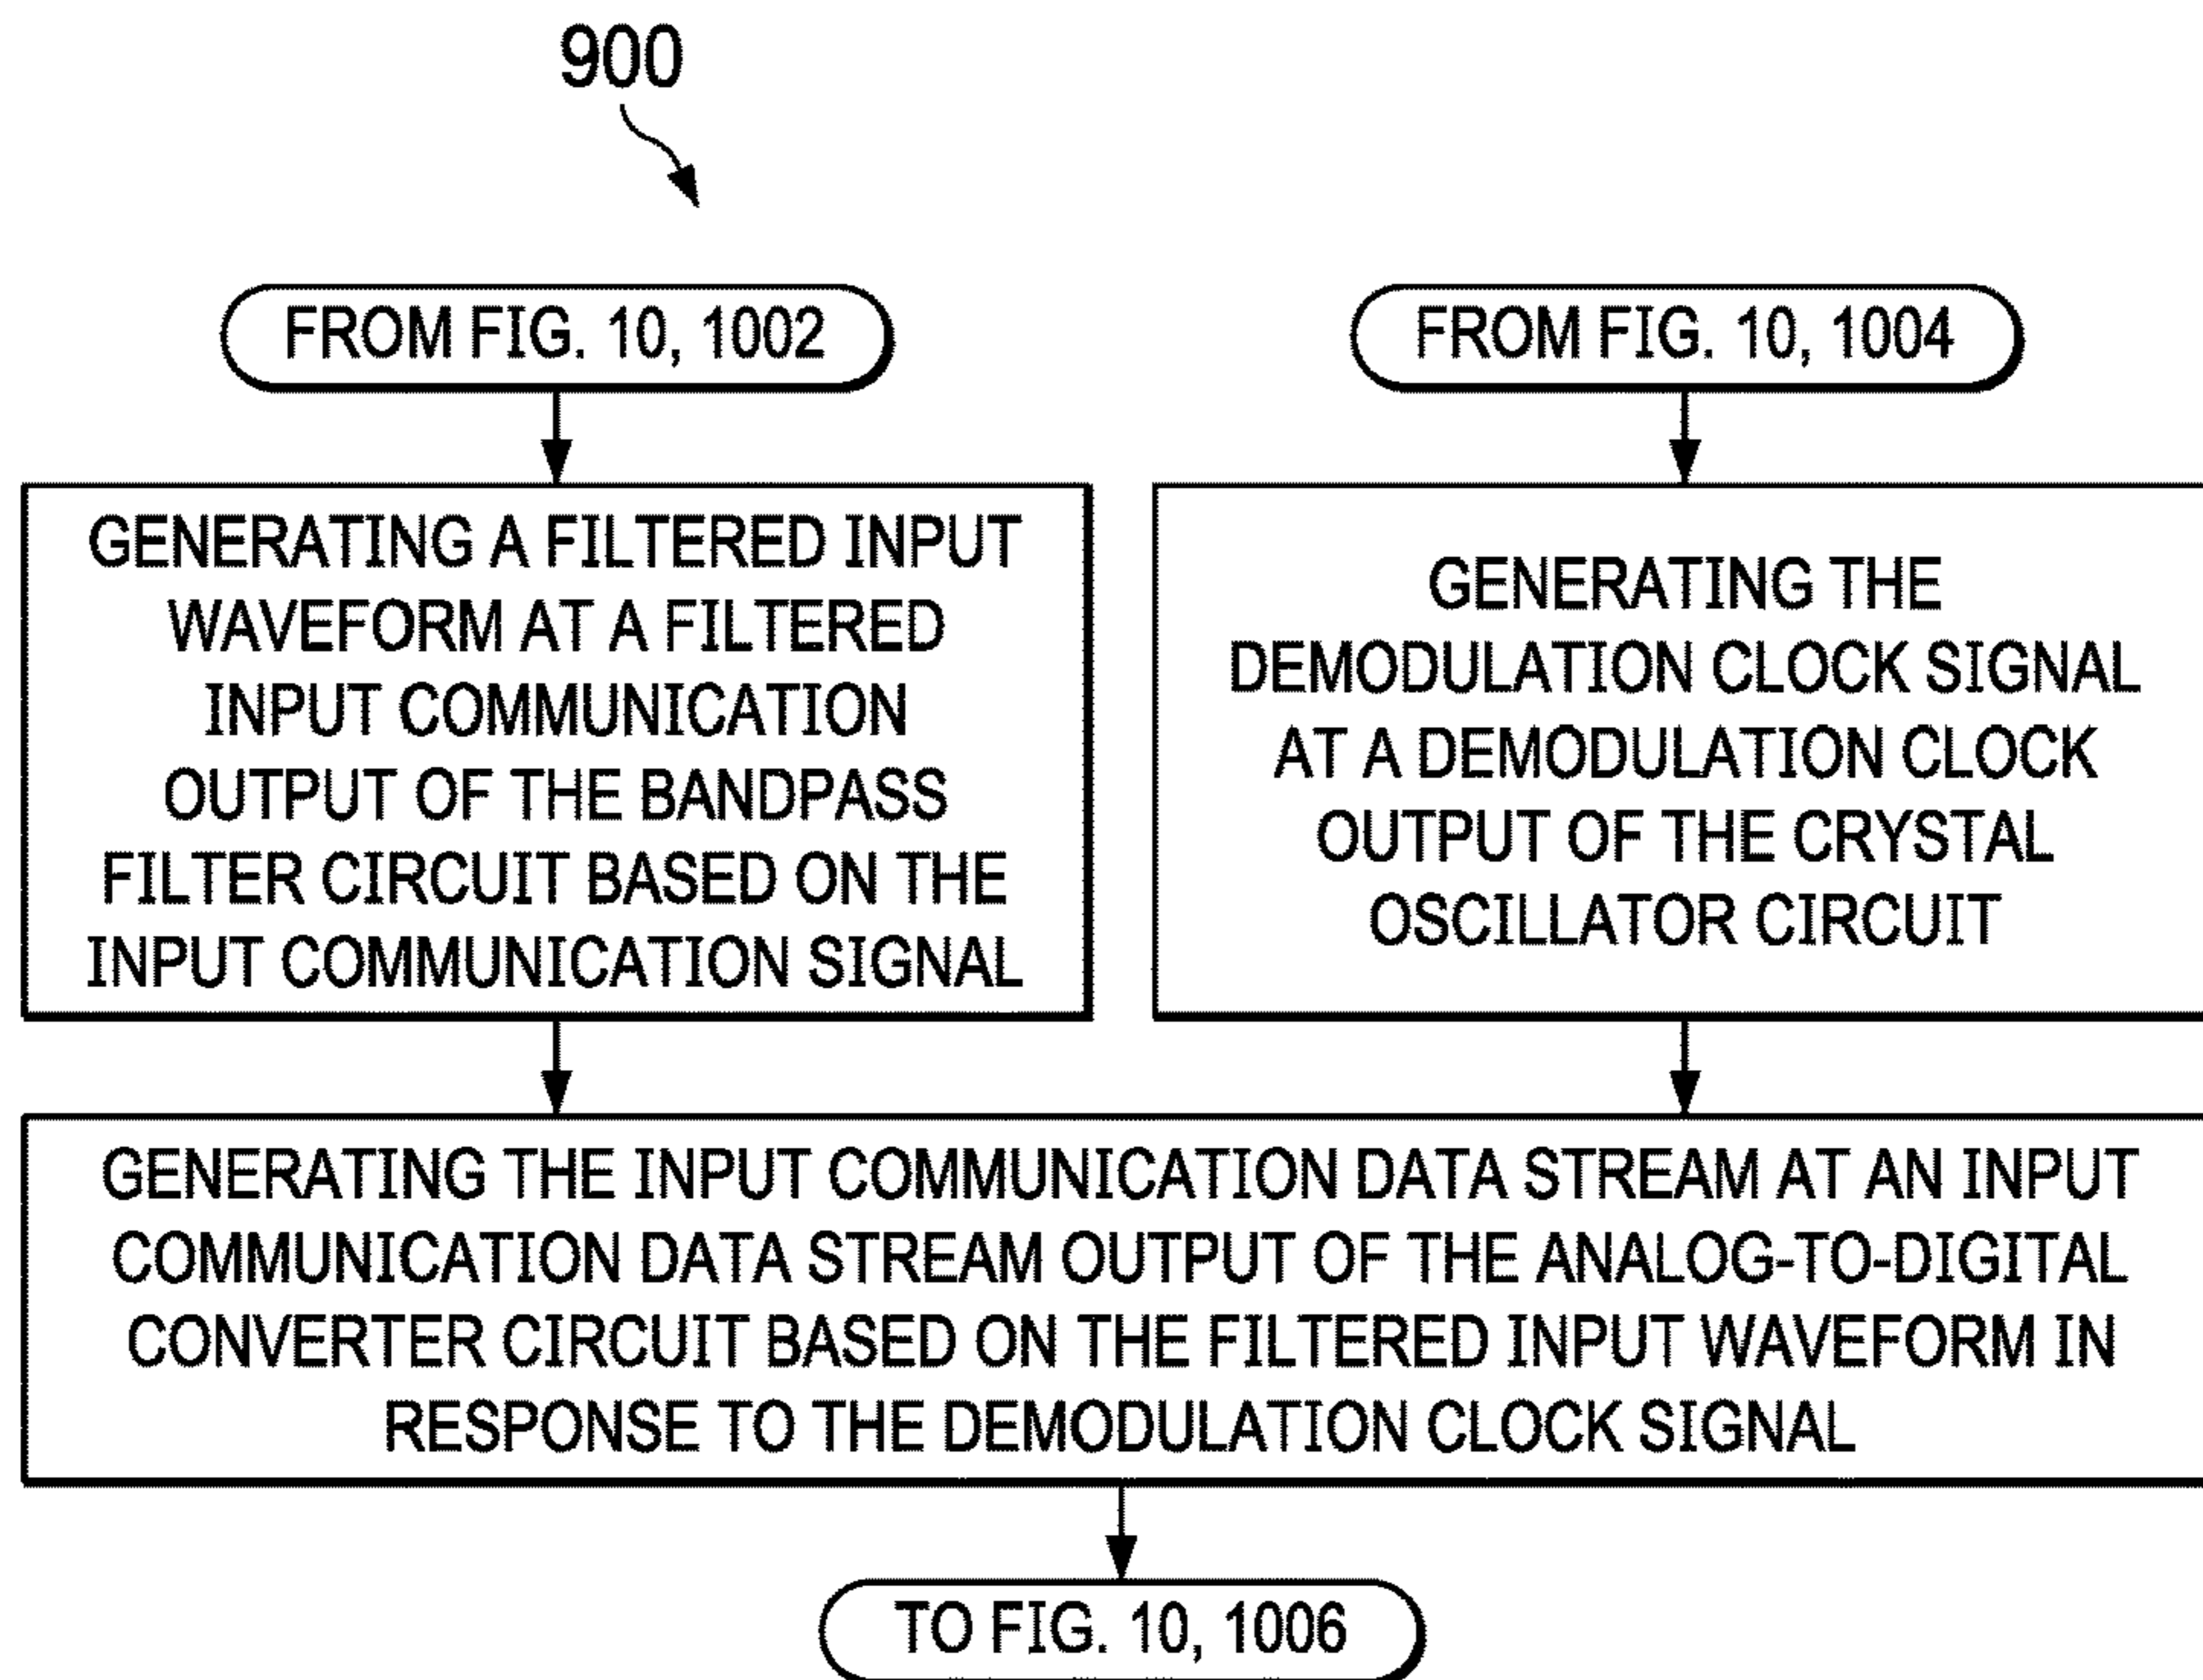 900
FROM FIG. 10, 1002
FROM FIG. 10, 1004
GENERATING A FILTERED INPUT
WAVEFORM AT A FILTERED
INPUT COMMUNICATION
OUTPUT OF THE BANDPASS
FILTER CIRCUIT BASED ON THE
INPUT COMMUNICATION SIGNAL
GENERATING THE
DEMODULATION CLOCK SIGNAL
AT A DEMODULATION CLOCK
OUTPUT OF THE CRYSTAL
OSCILLATOR CIRCUIT
GENERATING THE INPUT COMMUNICATION DATA STREAM AT AN INPUT
COMMUNICATION DATA STREAM OUTPUT OF THE ANALOG-TO-DIGITAL
CONVERTER CIRCUIT BASED ON THE FILTERED INPUT WAVEFORM IN
RESPONSE TO THE DEMODULATION CLOCK SIGNAL
TO FIG. 10, 1006